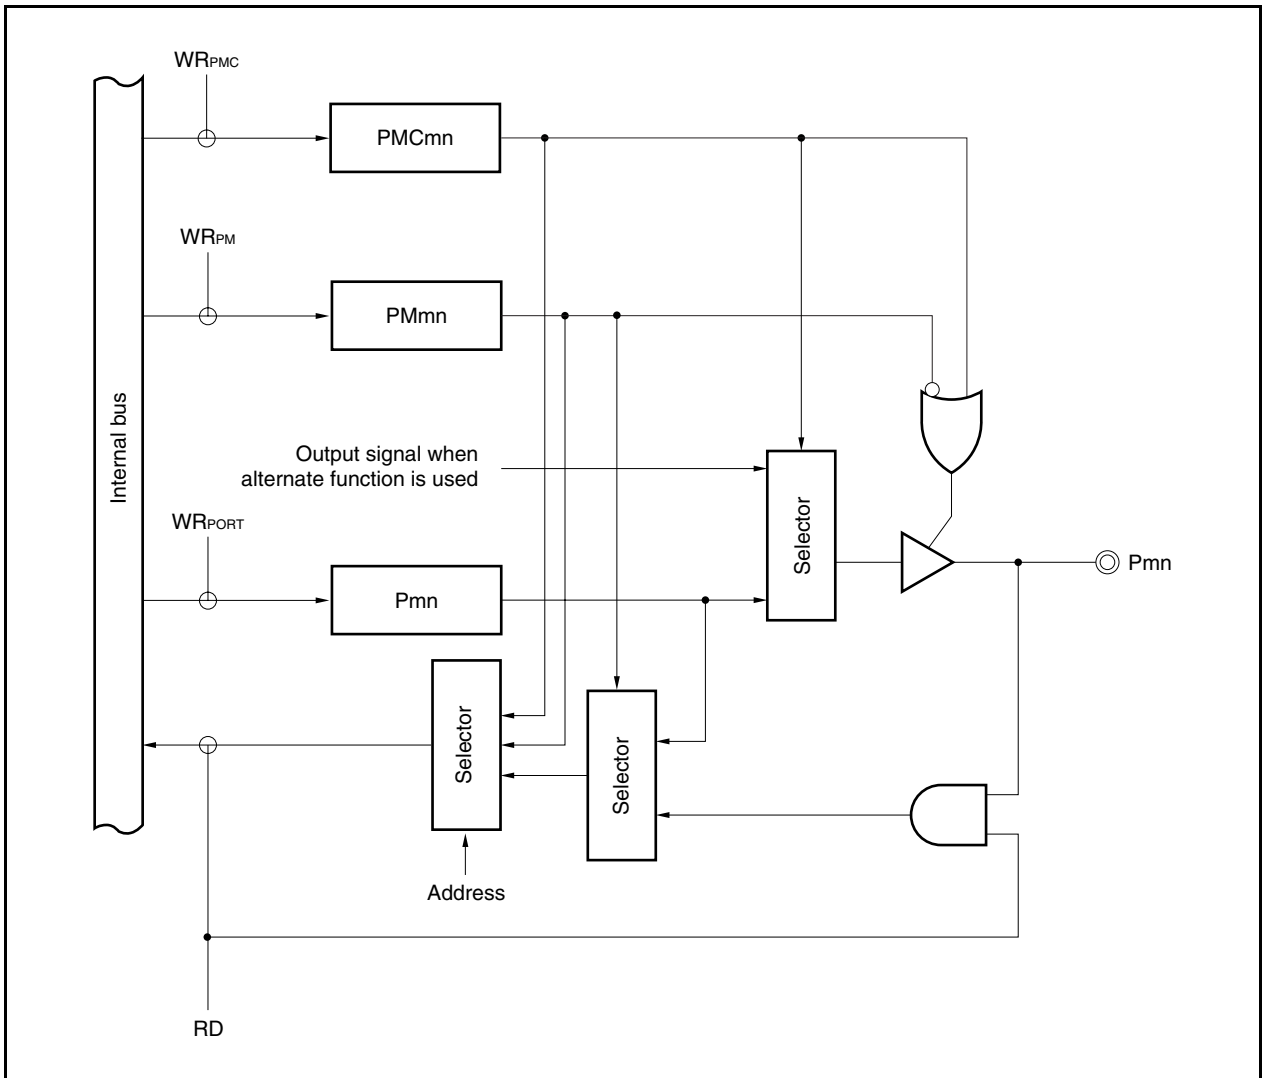 WRPMC
PMCmn
WRPM
PMmn
Internal bus
Output signal when
alternate function is used
Selector
WRPORT
Pmn
Pmn
Selector
Selector
Address
RD